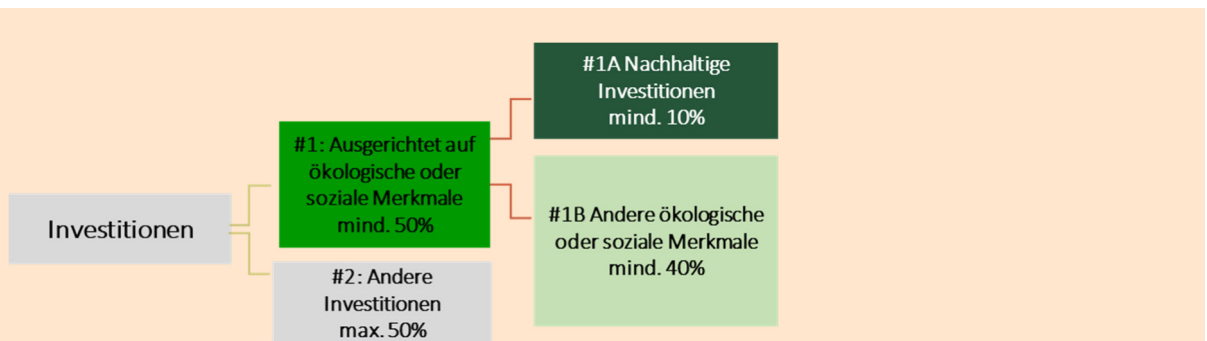 Investitionen
#1: Ausgerichtet auf
ökologische oder
soziale Merkmale
mind. 50%
#2: Andere
Investitionen
max. 50%
#1A Nachhaltige
Investitionen
mind. 10%
#1B Andere ökologische
oder soziale Merkmale
mind. 40%